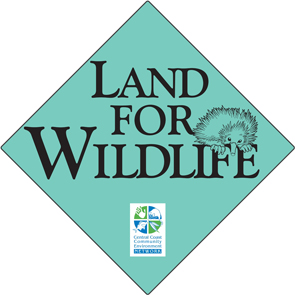 LAND
FOR
WILDLIFE
Central Coast
Community
Environment
NETWORK